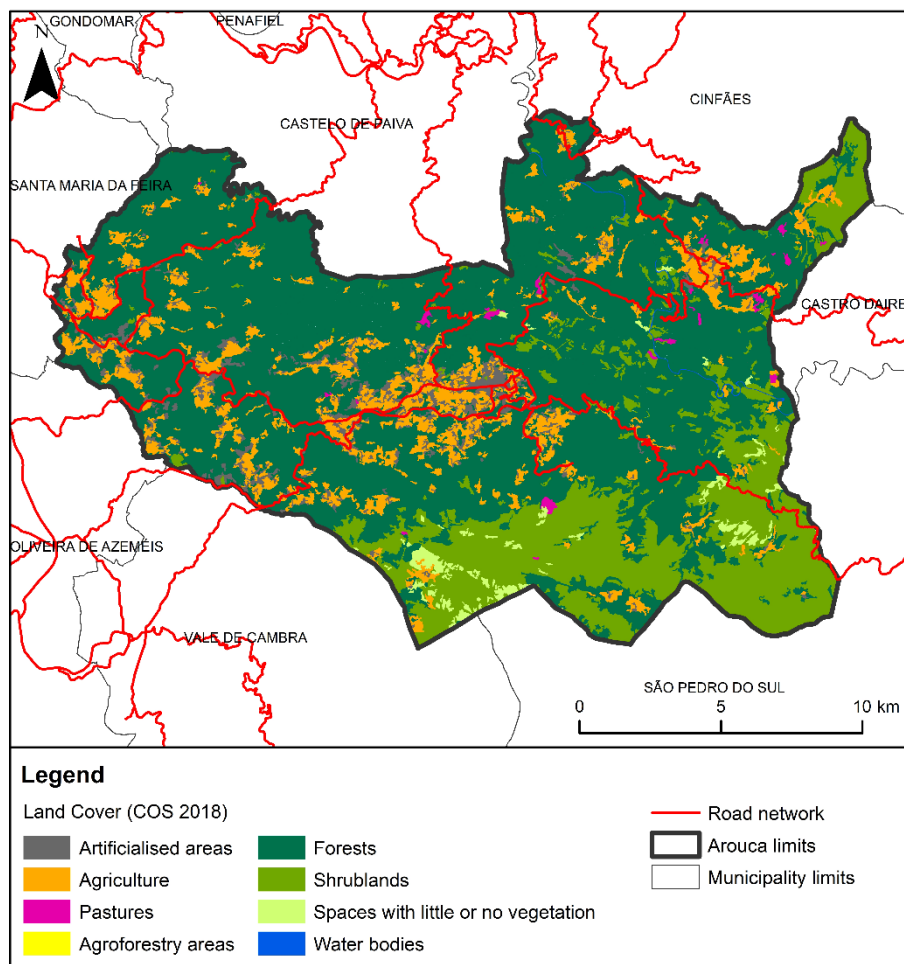 GONDOMAR
PENAFIEL
N
CINFÃES
CASTELO DE PAIVA
SANTA MARIA DA FEIRA
CASTRO DAIRE
OLIVEIRA DE AZEMÉIS
VALE DE CAMBRA
SÃO PEDRO DO SUL
0 5 10 km
Legend
Land Cover (COS 2018)
Artificialised areas
Agriculture
Pastures
Agroforestry areas
Forests
Shrublands
Spaces with little or no vegetation
Water bodies
Road network
Arouca limits
Municipality limits